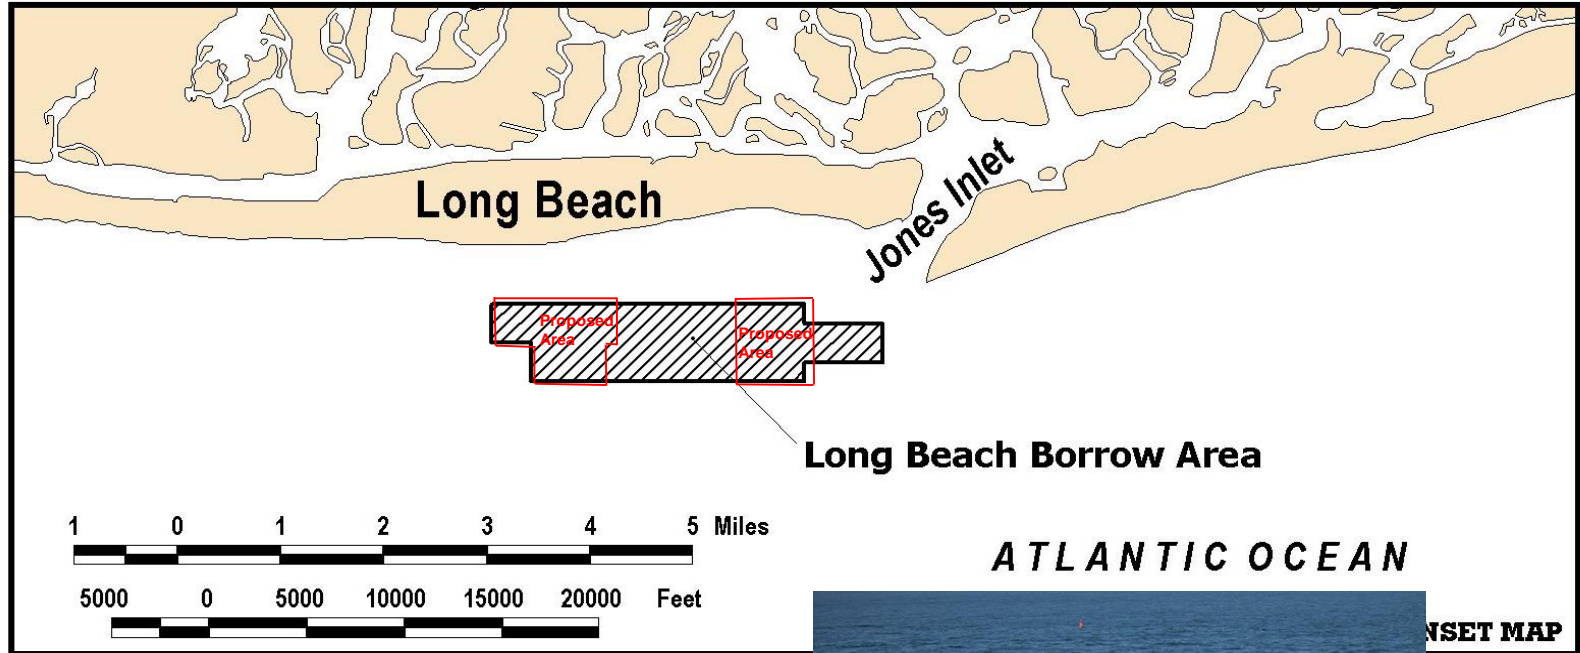 Long Beach
Jones Inlet
Proposed
Area
Proposed
Area
Long Beach Borrow Area
1 0 1 2 3 4 5 Miles
5000 0 5000 10000 15000 20000 Feet
ATLANTIC OCEAN
NSET MAP